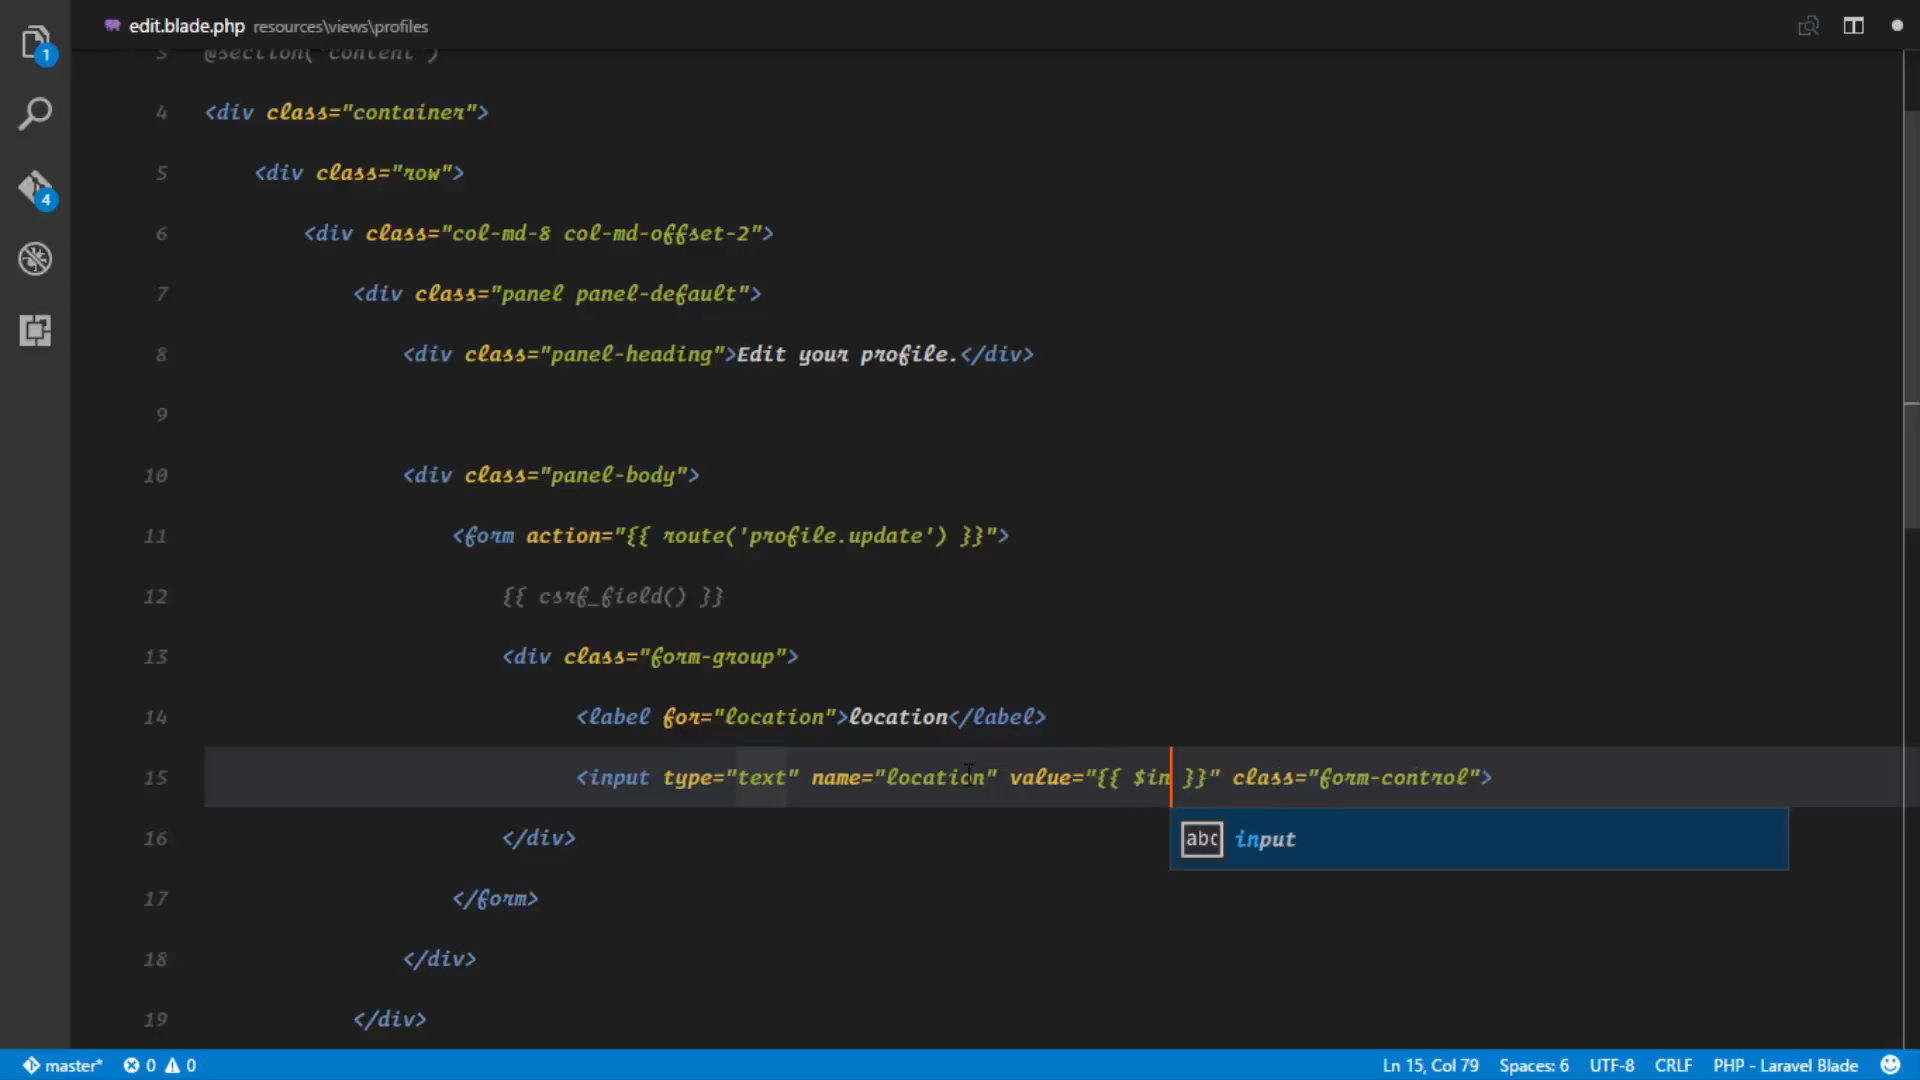 edit.blade.php resources\views\profiles
1
3 @section('content')
4 <div class="container">
5 <div class="row">
4
6 <div class="col-md-8 col-md-offset-2">
7 <div class="panel panel-default">
8 <div class="panel-heading">Edit your profile.</div>
9
10 <div class="panel-body">
11 <form action="{{ route('profile.update') }}">
12 {{ csrf_field() }}
13 <div class="form-group">
14 <label for="location">location</label>
15 <input type="text" name="location" value="{{ $in }}" class="form-control">
abc input
16 </div>
17 </form>
18 </div>
19 </div>
master* 0 0 Ln 15, Col 79 Spaces: 6 UTF-8 CRLF PHP - Laravel Blade